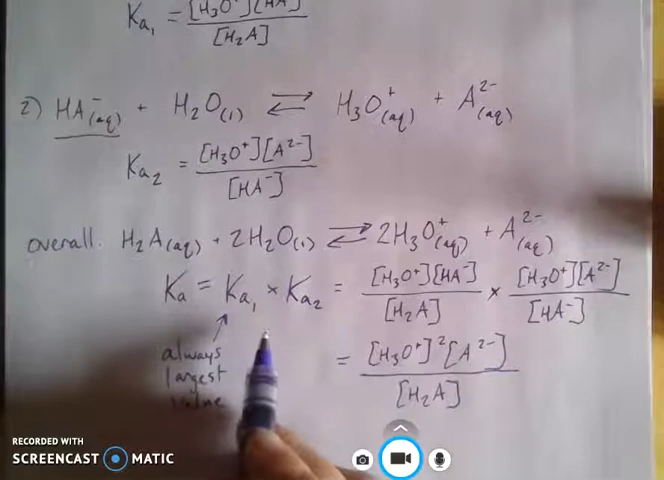 Ka₁ = [H₃O⁺][HA⁻] / [H₂A]
2) HA⁻(aq) + H₂O(l) ⇌ H₃O⁺(aq) + A²⁻(aq)
Ka₂ = [H₃O⁺][A²⁻] / [HA⁻]
overall. H₂A(aq) + 2H₂O(l) ⇌ 2H₃O⁺(aq) + A²⁻(aq)
Ka = Ka₁ × Ka₂ = [H₃O⁺][HA⁻] / [H₂A] × [H₃O⁺][A²⁻] / [HA⁻]
always
largest
value
= [H₃O⁺]²[A²⁻] / [H₂A]
RECORDED WITH
SCREENCAST MATIC